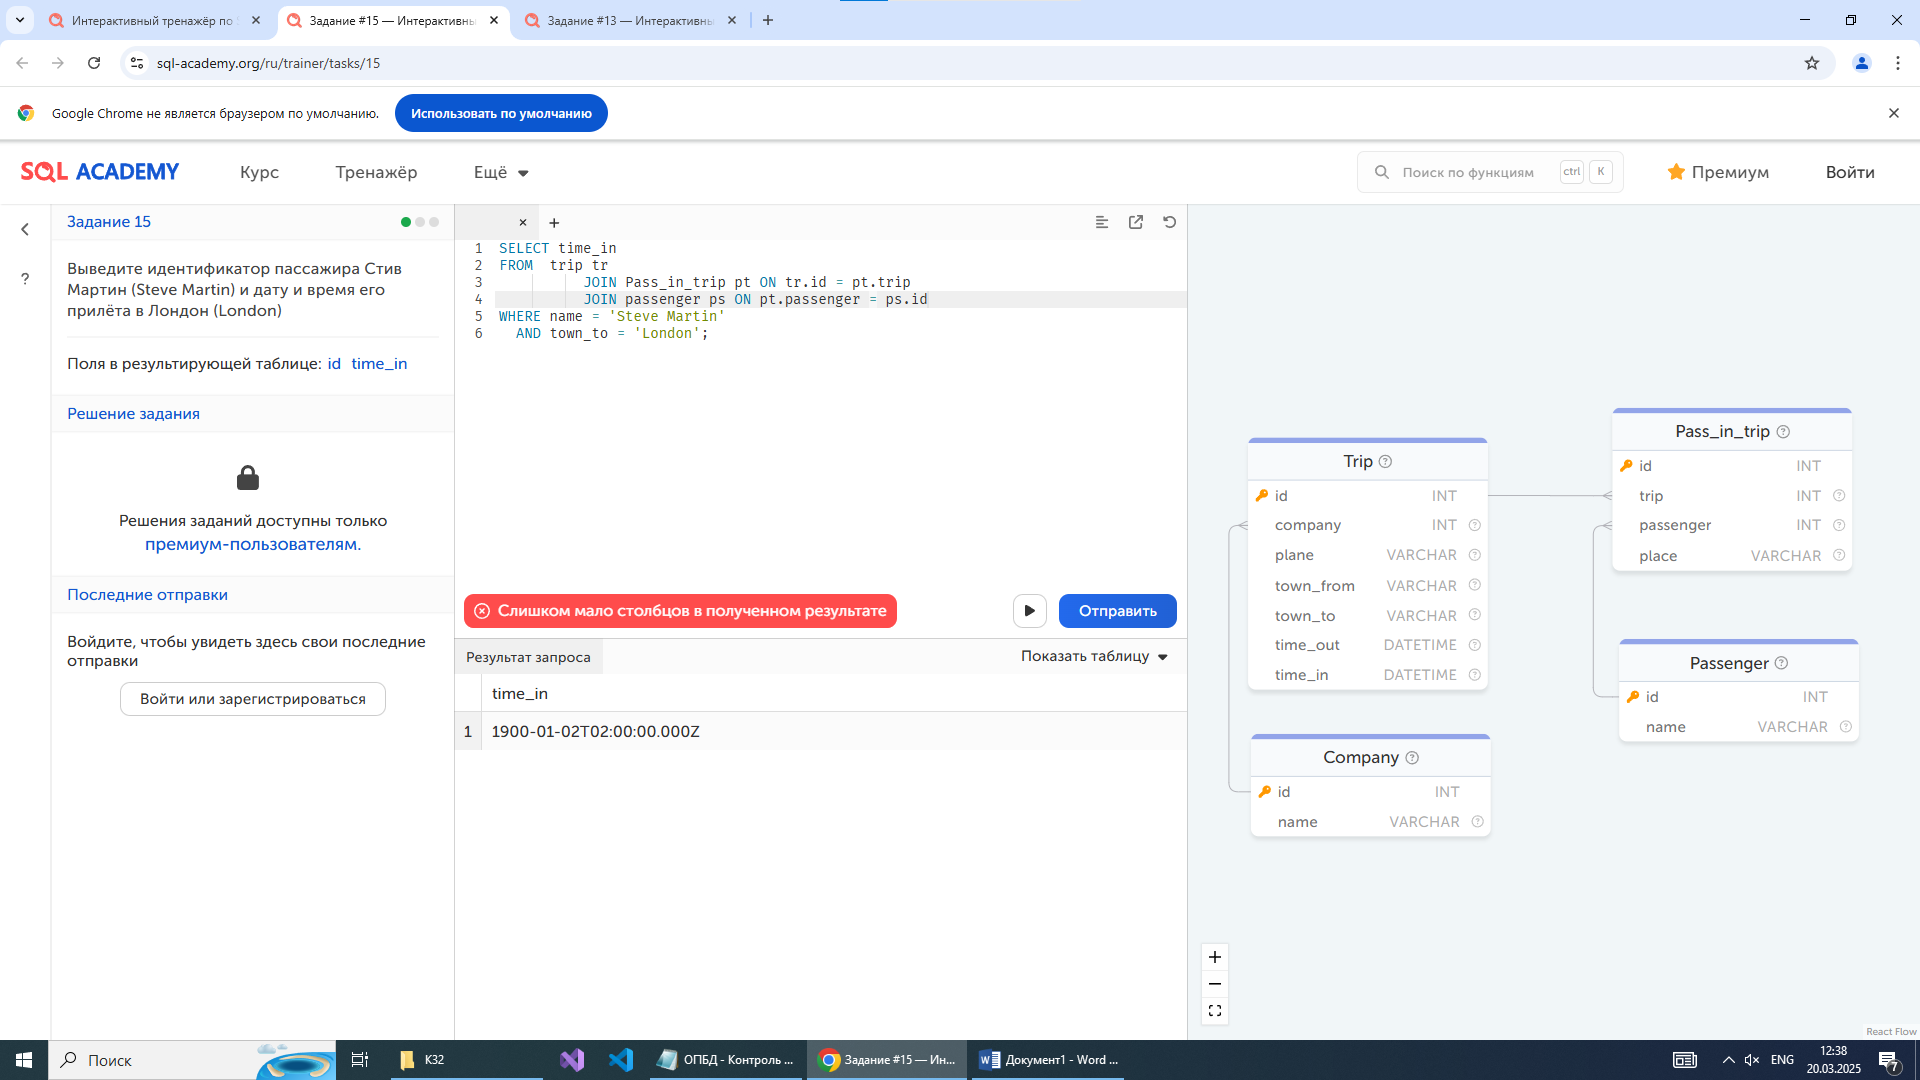 Интерактивный тренажёр по
Задание #15 — Интерактивны
Задание #13 — Интерактивны
sql-academy.org/ru/trainer/tasks/15
Google Chrome не является браузером по умолчанию.
Использовать по умолчанию
SQL ACADEMY
Курс
Тренажёр
Ещё
Поиск по функциям
ctrl
K
Премиум
Войти
Задание 15
Выведите идентификатор пассажира Стив
Мартин (Steve Martin) и дату и время его
прилёта в Лондон (London)
Поля в результирующей таблице: id time_in
Решение задания
Решения заданий доступны только
премиум-пользователям.
Последние отправки
Войдите, чтобы увидеть здесь свои последние
отправки
Войти или зарегистрироваться
1 SELECT time_in
2 FROM trip tr
3 JOIN Pass_in_trip pt ON tr.id = pt.trip
4 JOIN passenger ps ON pt.passenger = ps.id
5 WHERE name = 'Steve Martin'
6 AND town_to = 'London';
Слишком мало столбцов в полученном результате
Отправить
Результат запроса
Показать таблицу
time_in
1 1900-01-02T02:00:00.000Z
Trip
id INT
company INT
plane VARCHAR
town_from VARCHAR
town_to VARCHAR
time_out DATETIME
time_in DATETIME
Company
id INT
name VARCHAR
Pass_in_trip
id INT
trip INT
passenger INT
place VARCHAR
Passenger
id INT
name VARCHAR
React Flow
Поиск
K32
ОПБД - Контроль ...
Задание #15 — Ин...
Документ1 - Word ...
ENG
12:38
20.03.2025
7